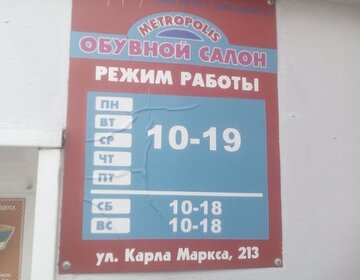 METROPOLIS
ОБУВНОЙ САЛОН
РЕЖИМ РАБОТЫ
ПН
ВТ
СР 10-19
ЧТ
ПТ
СБ 10-18
ВС 10-18
ул. Карла Маркса, 213